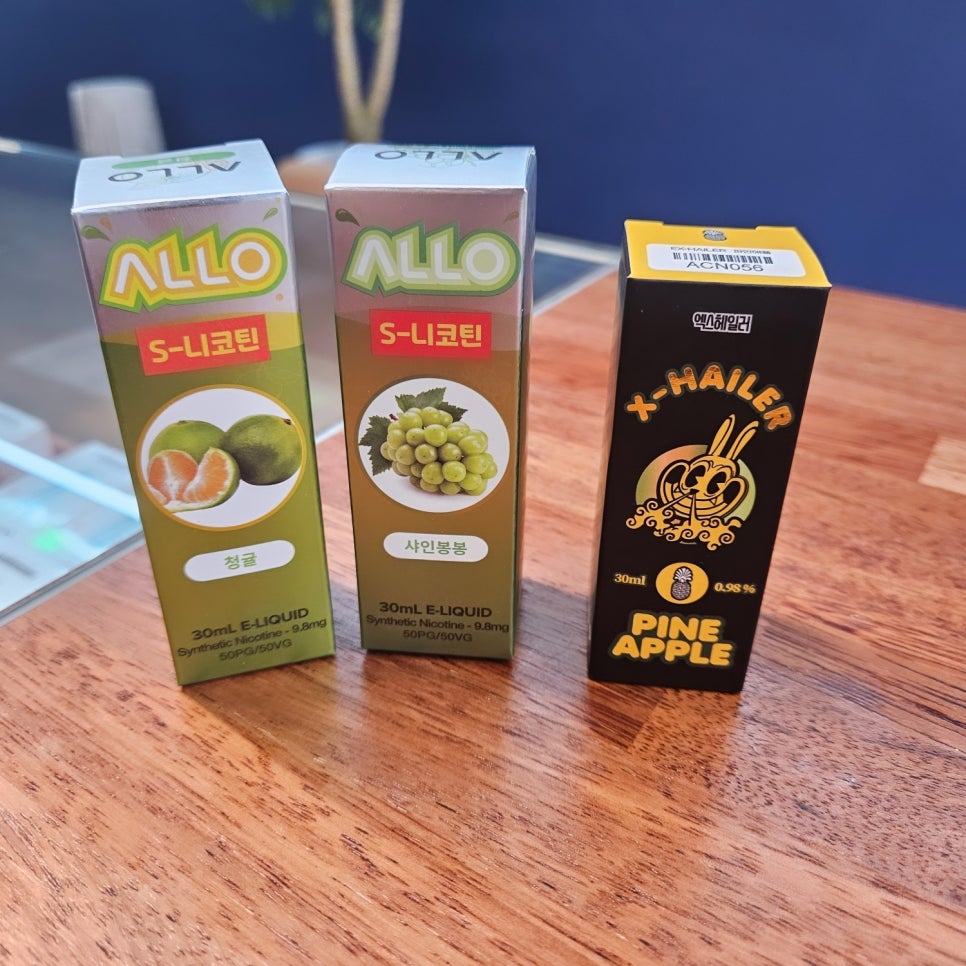 ALLO
ALLO
S-니코틴
청귤
30mL E-LIQUID
Synthetic Nicotine - 9.8mg
50PG/50VG
ALLO
ALLO
S-니코틴
샤인봉봉
30mL E-LIQUID
Synthetic Nicotine - 9.8mg
50PG/50VG
EX-HAILER
ACN056
엑스헤일러
X-HAILER
30ml
0.98%
PINE
APPLE